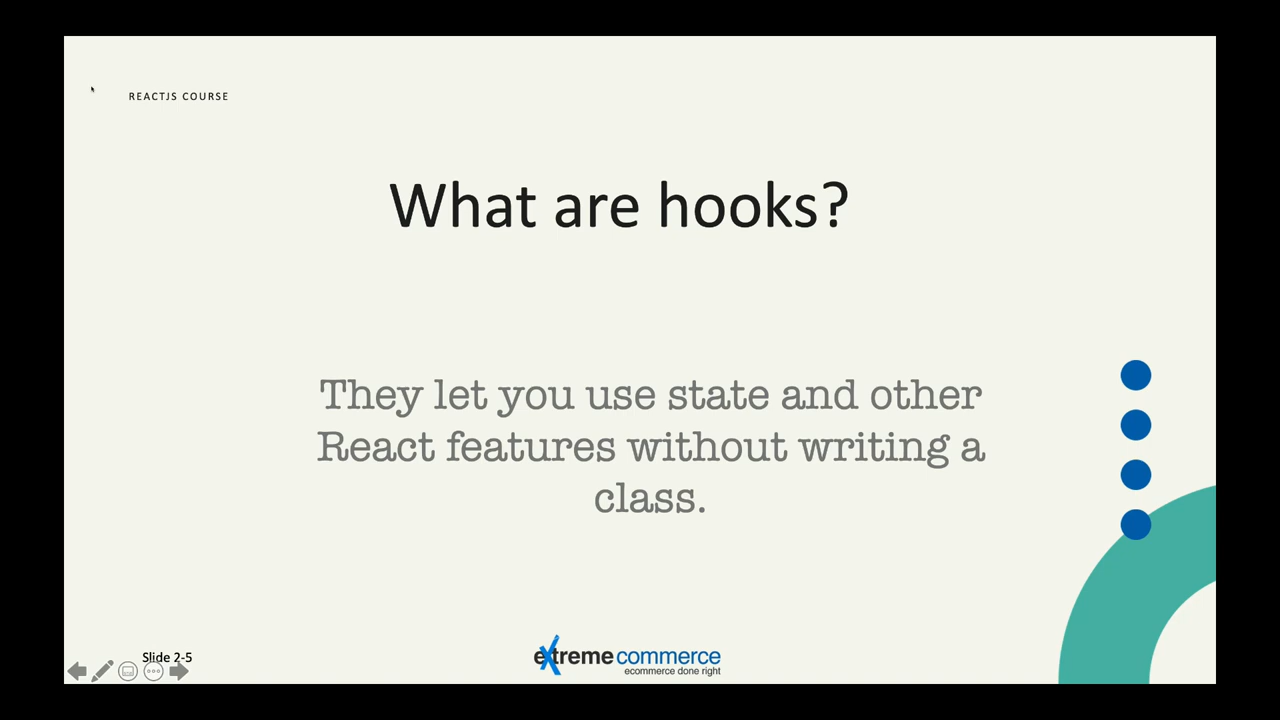 REACTJS COURSE
What are hooks?
They let you use state and other
React features without writing a
class.
Slide 2-5
extreme commerce
ecommerce done right